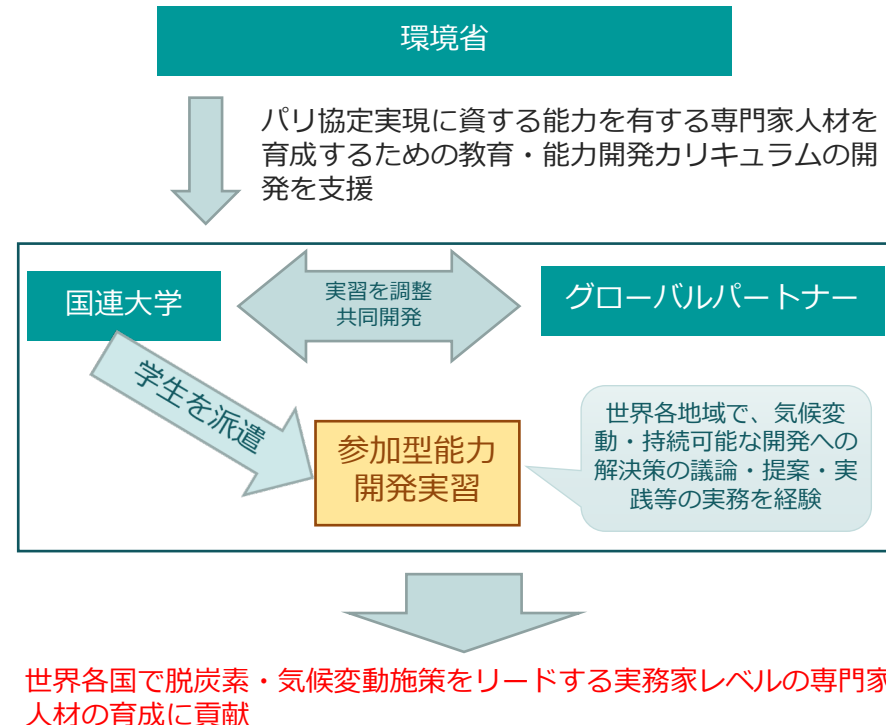 環境省
パリ協定実現に資する能力を有する専門家人材を
育成するための教育・能力開発カリキュラムの開
発を支援
国連大学
実習を調整
共同開発
グローバルパートナー
学生を派遣
参加型能力
開発実習
世界各地域で、気候変
動・持続可能な開発への
解決策の議論・提案・実
践等の実務を経験
世界各国で脱炭素・気候変動施策をリードする実務家レベルの専門家
人材の育成に貢献